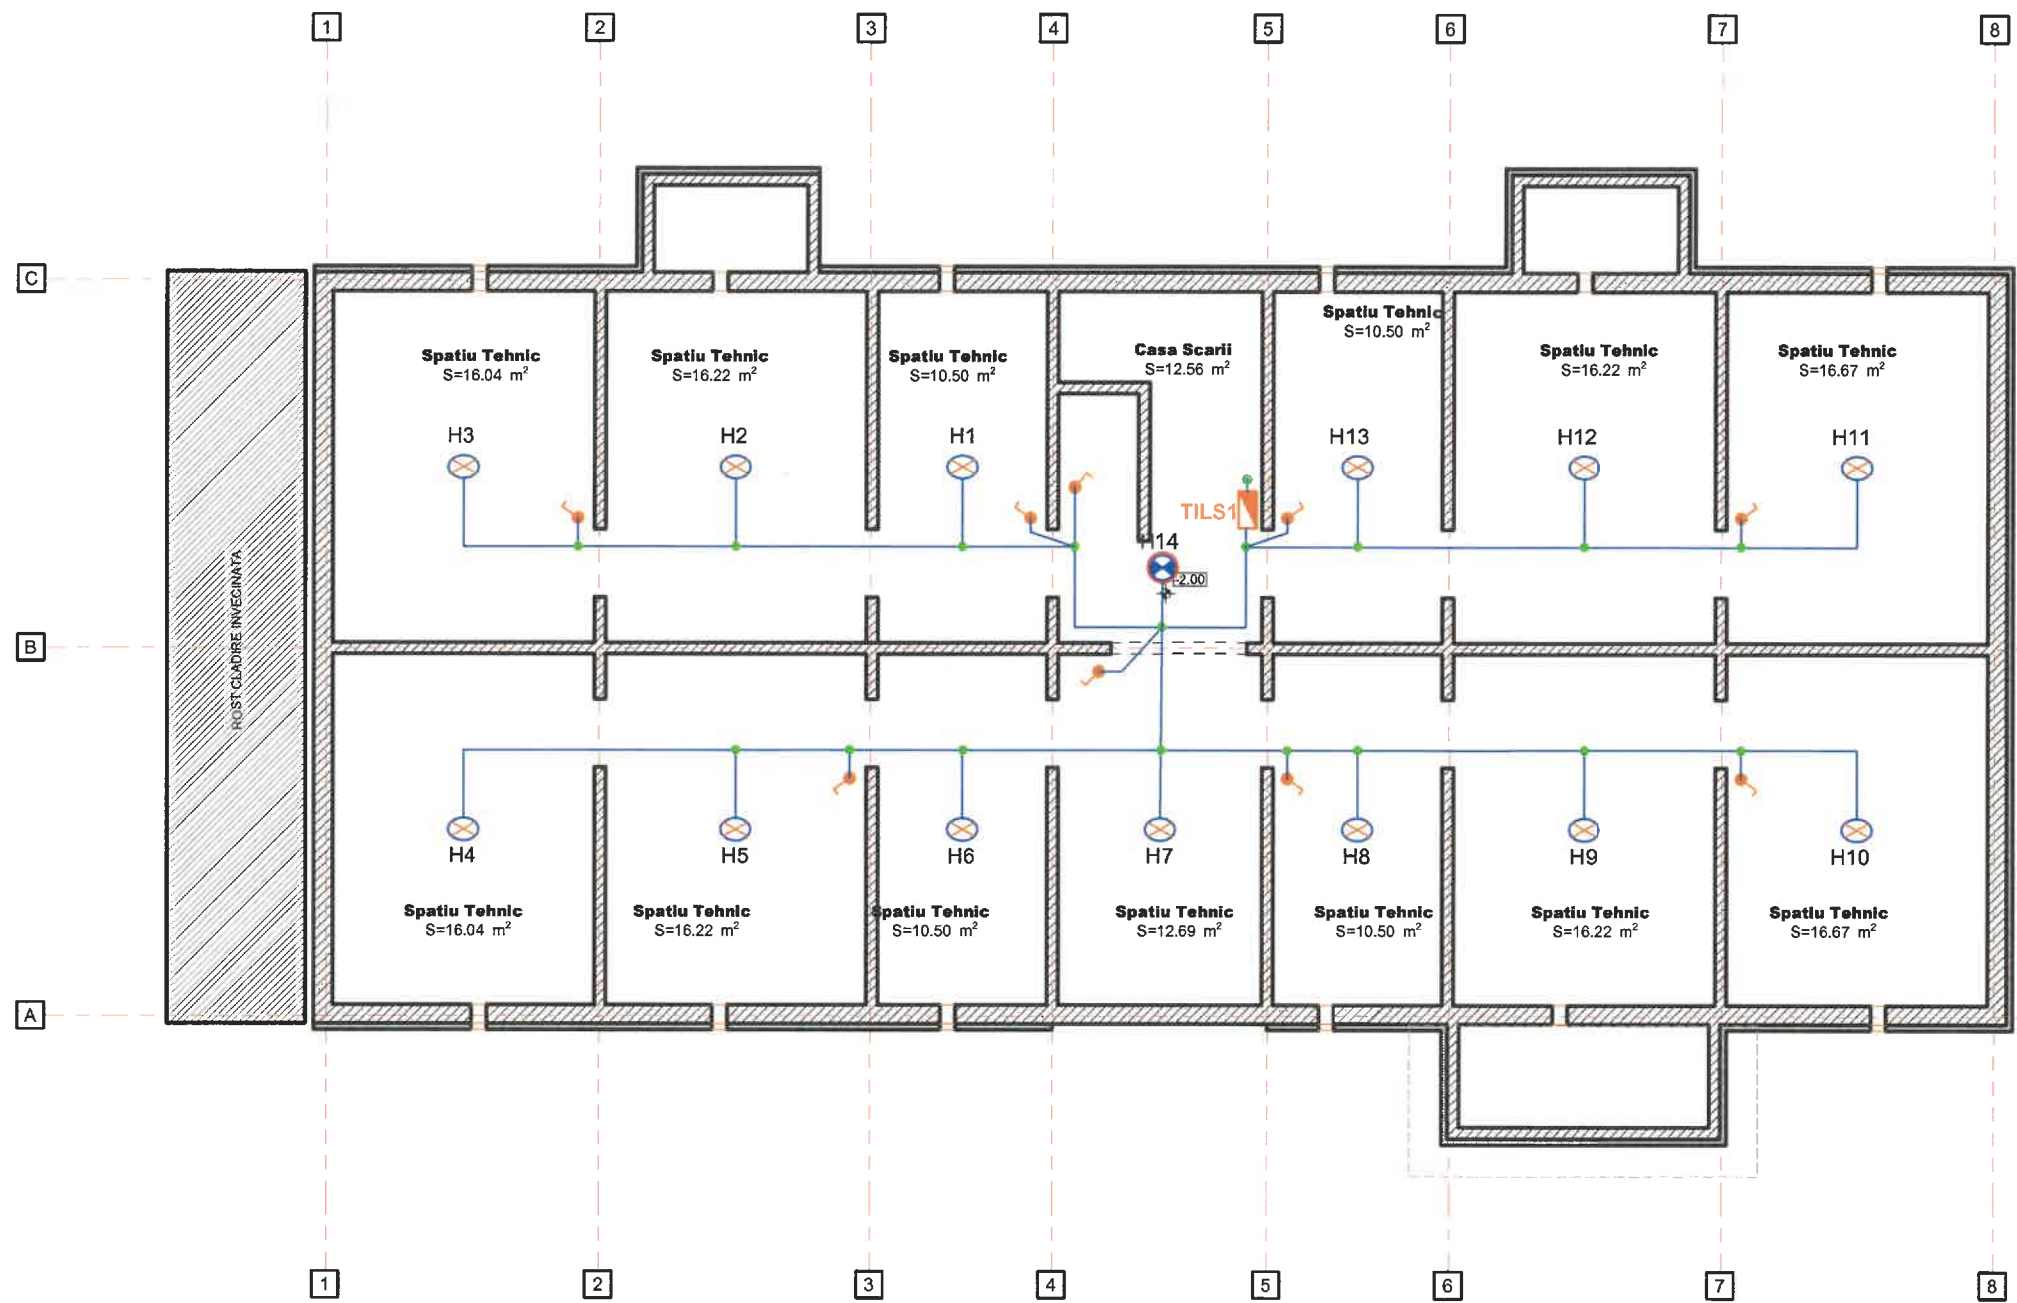 1 2 3 4 5 6 7 8
C
Spatiu Tehnic
S=10.50 m²
Spatiu Tehnic
S=16.04 m²
Spatiu Tehnic
S=16.22 m²
Spatiu Tehnic
S=10.50 m²
Casa Scarii
S=12.56 m²
Spatiu Tehnic
S=16.22 m²
Spatiu Tehnic
S=16.67 m²
H3 H2 H1 H13 H12 H11
TILS1
14
-2.00
ROST CLADIRE INVECINATA
B
H4 H5 H6 H7 H8 H9 H10
Spatiu Tehnic
S=16.04 m²
Spatiu Tehnic
S=16.22 m²
Spatiu Tehnic
S=10.50 m²
Spatiu Tehnic
S=12.69 m²
Spatiu Tehnic
S=10.50 m²
Spatiu Tehnic
S=16.22 m²
Spatiu Tehnic
S=16.67 m²
A
1 2 3 4 5 6 7 8